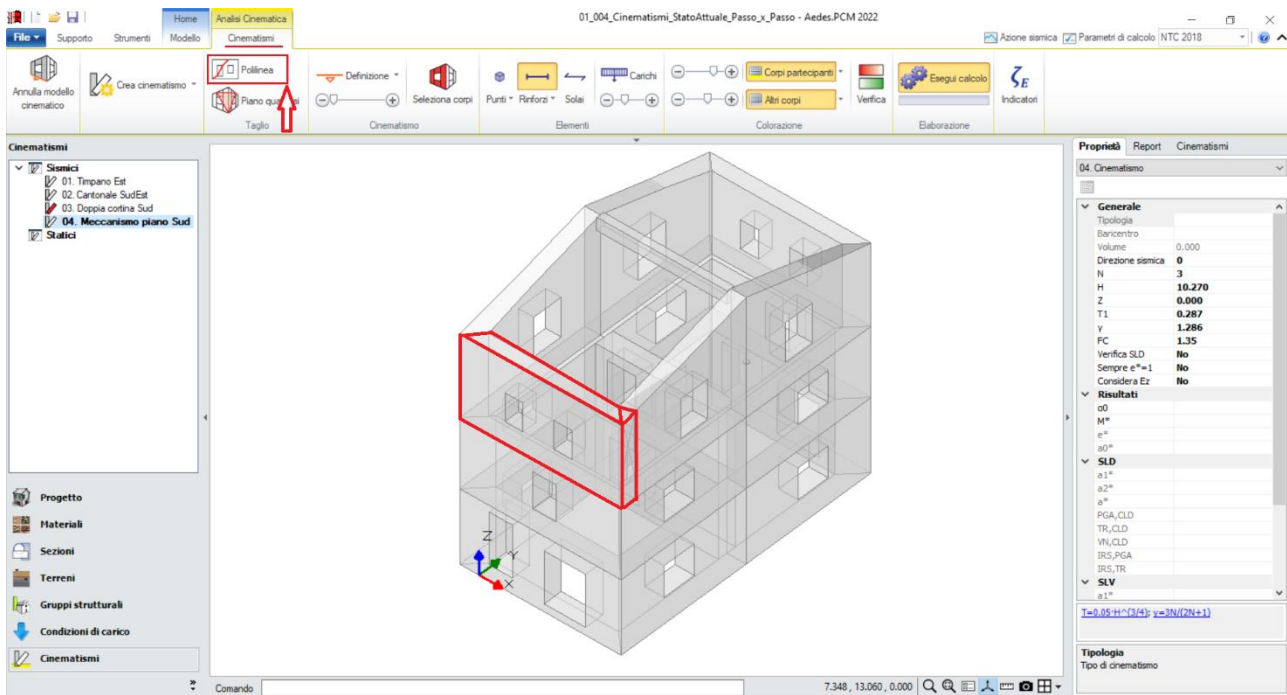 Home
Analisi Cinematica
01_004_Cinematismi_StatoAttuale_Passo_x_Passo - Aedes.PCM 2022
File
Supporto
Strumenti
Modello
Cinematismi
Azione sismica
Parametri di calcolo
NTC 2018
Annulla modello
cinematico
Crea cinematismo
Polilinea
Taglio
Definizione
Seleziona corpi
Cinematismo
Punti
Rinforzi
Solai
Carichi
Elementi
Corpi partecipanti
Altri corpi
Verifica
Colorazione
Esegui calcolo
Elaborazione
ζE
Indicatori
Cinematismi
Sismici
01. Timpano Est
02. Cantonale SudEst
03. Doppia cortina Sud
04. Meccanismo piano Sud
Statici
Progetto
Materiali
Sezioni
Terreni
Gruppi strutturali
Condizioni di carico
Cinematismi
Z
Y
X
Comando
7.348 , 13.060 , 0.000
Proprietà
Report
Cinematismi
04. Cinematismo
Generale
Tipologia
Baricentro
Volume 0.000
Direzione sismica 0
N 3
H 10.270
Z 0.000
T1 0.287
γ 1.286
FC 1.35
Verifica SLD No
Sempre e*=1 No
Considera Ez No
Risultati
α0
M*
e*
a0*
SLD
a1*
a2*
a*
PGA,CLD
TR,CLD
VN,CLD
IRS,PGA
IRS,TR
SLV
a1*
T=0.05·H^(3/4); γ=3N/(2N+1)
Tipologia
Tipo di cinematismo